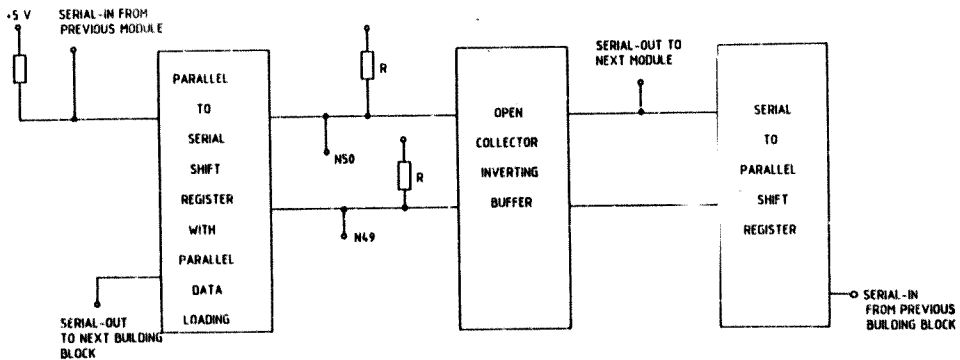 +5 V
SERIAL-IN FROM
PREVIOUS MODULE
PARALLEL
TO
SERIAL
SHIFT
REGISTER
WITH
PARALLEL
DATA
LOADING
SERIAL-OUT
TO NEXT BUILDING
BLOCK
R
N50
R
N49
OPEN
COLLECTOR
INVERTING
BUFFER
SERIAL-OUT TO
NEXT MODULE
SERIAL
TO
PARALLEL
SHIFT
REGISTER
SERIAL-IN
FROM PREVIOUS
BUILDING BLOCK